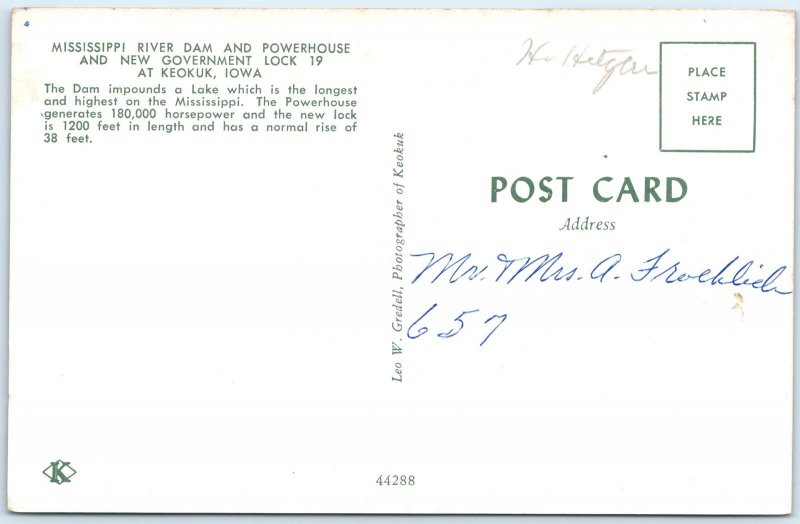 MISSISSIPPI RIVER DAM AND POWERHOUSE
AND NEW GOVERNMENT LOCK 19
AT KEOKUK, IOWA
The Dam impounds a Lake which is the longest
and highest on the Mississippi. The Powerhouse
generates 180,000 horsepower and the new lock
is 1200 feet in length and has a normal rise of
38 feet.
K
Leo W. Gredell, Photographer of Keokuk
44288
H.
PLACE
STAMP
HERE
POST CARD
Address
Mr. & Mrs. A. Froehlich
657